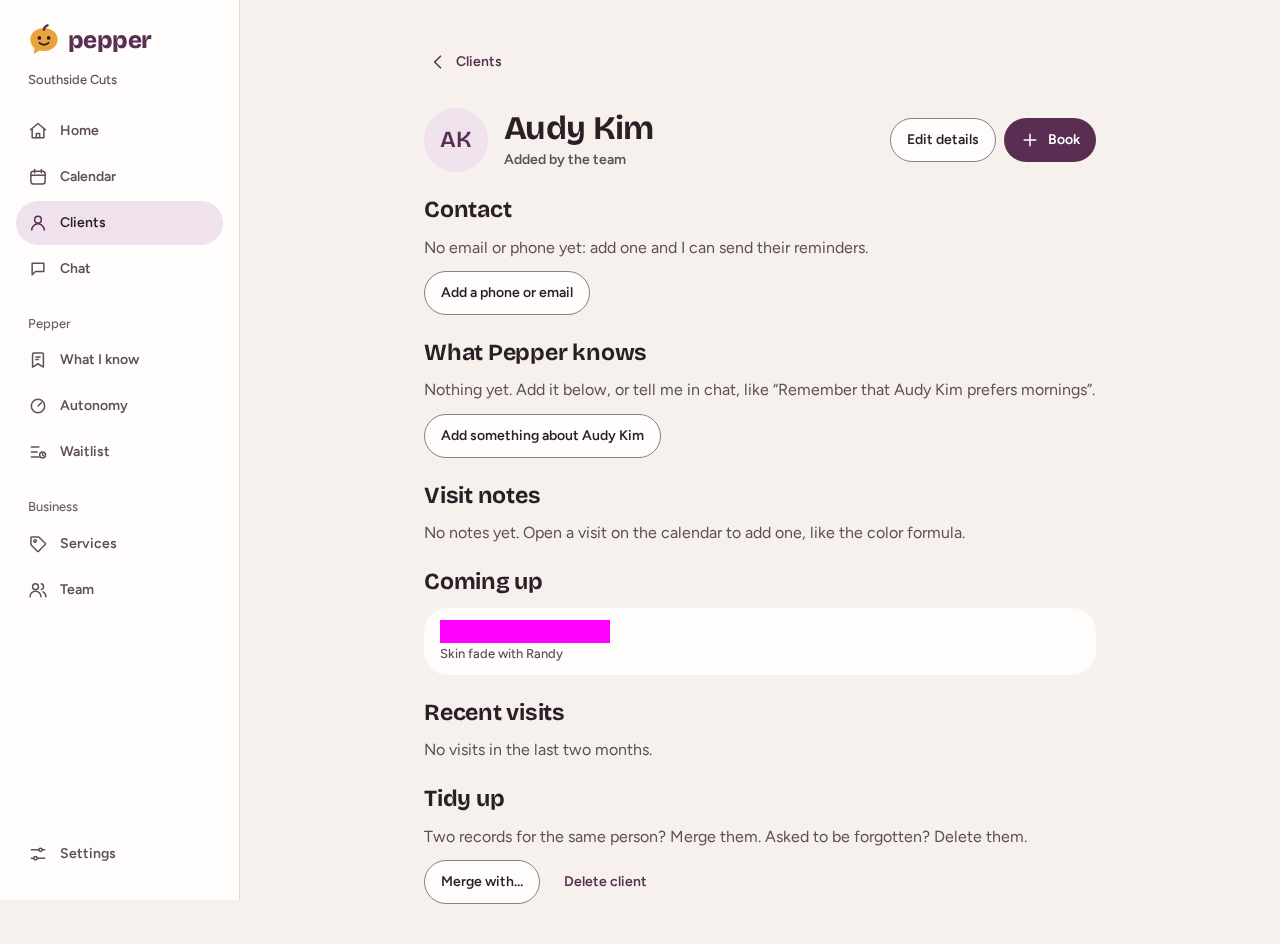 pepper
Southside Cuts
Home
Calendar
Clients
Chat
Pepper
What I know
Autonomy
Waitlist
Business
Services
Team
Settings
Clients
AK
Audy Kim
Added by the team
Edit details
Book
Contact
No email or phone yet: add one and I can send their reminders.
Add a phone or email
What Pepper knows
Nothing yet. Add it below, or tell me in chat, like “Remember that Audy Kim prefers mornings”.
Add something about Audy Kim
Visit notes
No notes yet. Open a visit on the calendar to add one, like the color formula.
Coming up
Skin fade with Randy
Recent visits
No visits in the last two months.
Tidy up
Two records for the same person? Merge them. Asked to be forgotten? Delete them.
Merge with…
Delete client